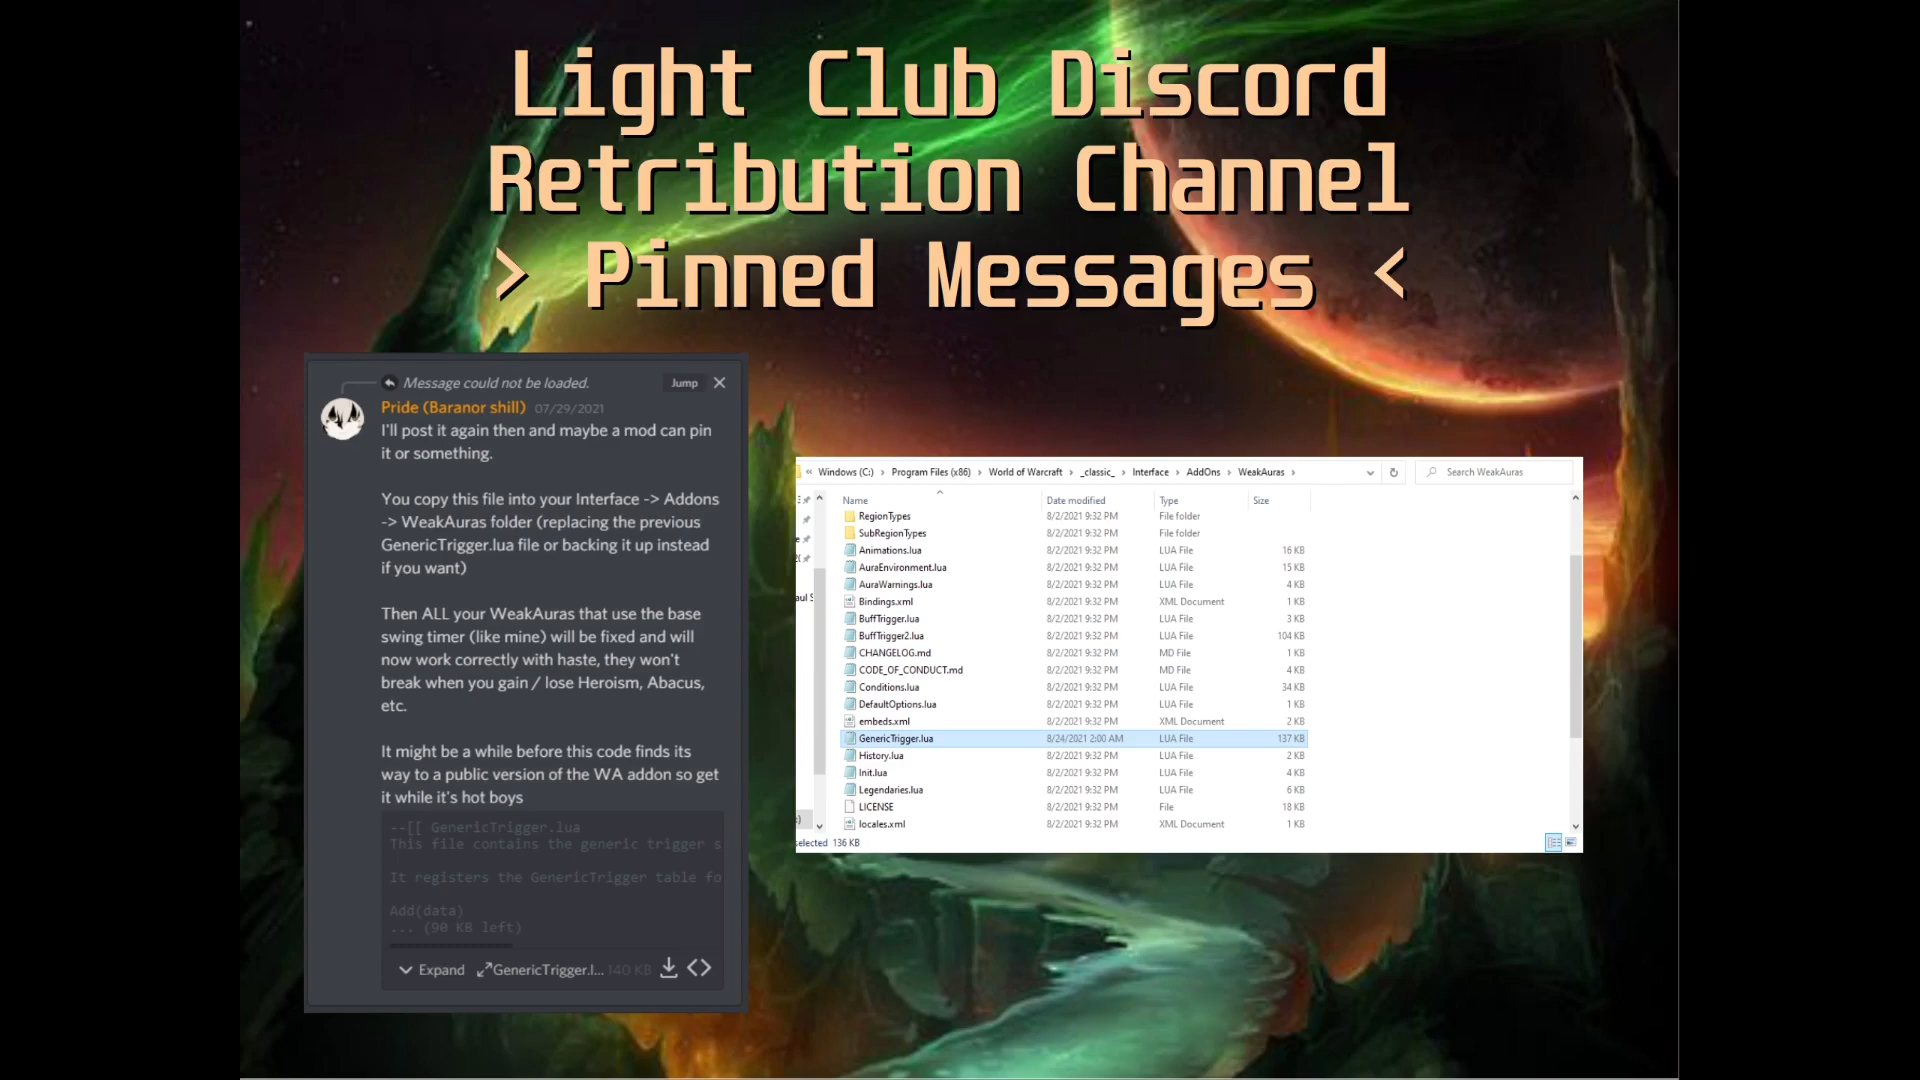 Light Club Discord
Retribution Channel
> Pinned Messages <
Message could not be loaded.
Jump
Pride (Baranor shill) 07/29/2021
I'll post it again then and maybe a mod can pin
it or something.
You copy this file into your Interface -> Addons
-> WeakAuras folder (replacing the previous
GenericTrigger.lua file or backing it up instead
if you want)
Then ALL your WeakAuras that use the base
swing timer (like mine) will be fixed and will
now work correctly with haste, they won't
break when you gain / lose Heroism, Abacus,
etc.
It might be a while before this code finds its
way to a public version of the WA addon so get
it while it's hot boys
--[[ GenericTrigger.lua
This file contains the generic trigger s
It registers the GenericTrigger table fo
Add(data)
... (90 KB left)
Expand GenericTrigger.l... 140 KB
« Windows (C:) > Program Files (x86) > World of Warcraft > _classic_ > Interface > AddOns > WeakAuras >
Search WeakAuras
Name Date modified Type Size
RegionTypes 8/2/2021 9:32 PM File folder
SubRegionTypes 8/2/2021 9:32 PM File folder
Animations.lua 8/2/2021 9:32 PM LUA File 16 KB
AuraEnvironment.lua 8/2/2021 9:32 PM LUA File 15 KB
AuraWarnings.lua 8/2/2021 9:32 PM LUA File 4 KB
Bindings.xml 8/2/2021 9:32 PM XML Document 1 KB
BuffTrigger.lua 8/2/2021 9:32 PM LUA File 3 KB
BuffTrigger2.lua 8/2/2021 9:32 PM LUA File 104 KB
CHANGELOG.md 8/2/2021 9:32 PM MD File 1 KB
CODE_OF_CONDUCT.md 8/2/2021 9:32 PM MD File 4 KB
Conditions.lua 8/2/2021 9:32 PM LUA File 34 KB
DefaultOptions.lua 8/2/2021 9:32 PM LUA File 1 KB
embeds.xml 8/2/2021 9:32 PM XML Document 2 KB
GenericTrigger.lua 8/24/2021 2:00 AM LUA File 137 KB
History.lua 8/2/2021 9:32 PM LUA File 2 KB
Init.lua 8/2/2021 9:32 PM LUA File 4 KB
Legendaries.lua 8/2/2021 9:32 PM LUA File 6 KB
LICENSE 8/2/2021 9:32 PM File 18 KB
locales.xml 8/2/2021 9:32 PM XML Document 1 KB
selected 136 KB